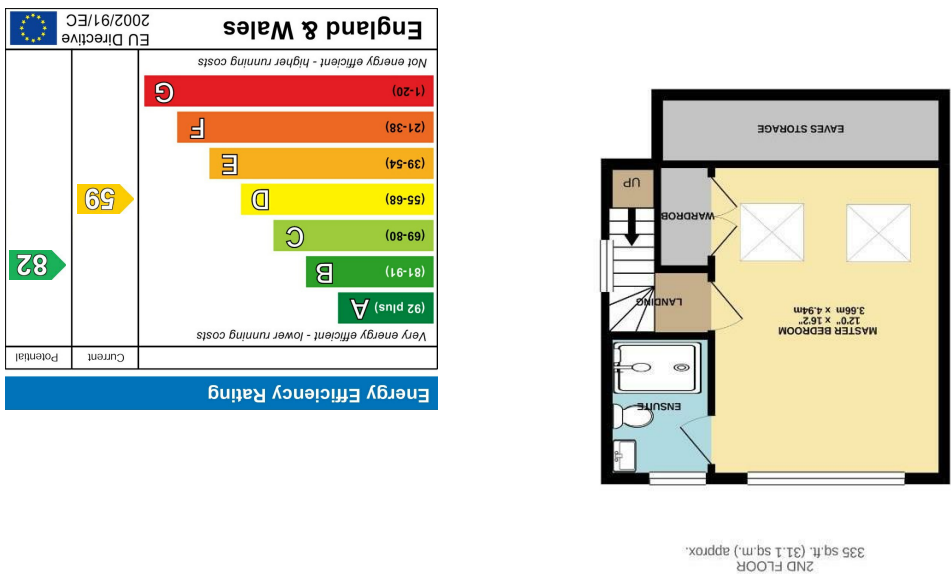 2ND FLOOR
335 sq.ft. (31.1 sq.m.) approx.
ENSUITE
MASTER BEDROOM
12'0" x 16'2"
3.66m x 4.94m
LANDING
WARDROB
UP
EAVES STORAGE
Energy Efficiency Rating
Current
Potential
Very energy efficient - lower running costs
(92 plus) A
(81-91) B
(69-80) C
(55-68) D
(39-54) E
(21-38) F
(1-20) G
59
82
Not energy efficient - higher running costs
England & Wales
EU Directive
2002/91/EC